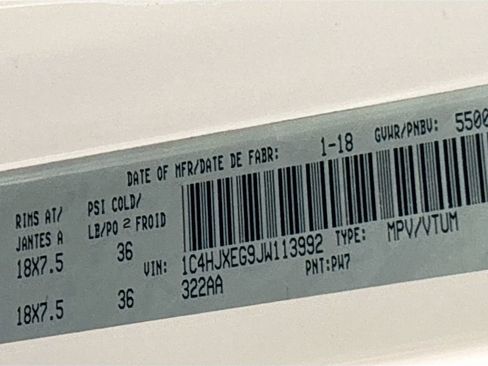 DATE OF MFR/DATE DE FABR: 1-18 GVWR/PNBV: 5500
RIMS AT/ PSI COLD/
JANTES A LB/PO 2 FROID
18X7.5 36 VIN: 1C4HJXEG9JW113992 TYPE: MPV/VTUM
322AA PNT:PW7
18X7.5 36